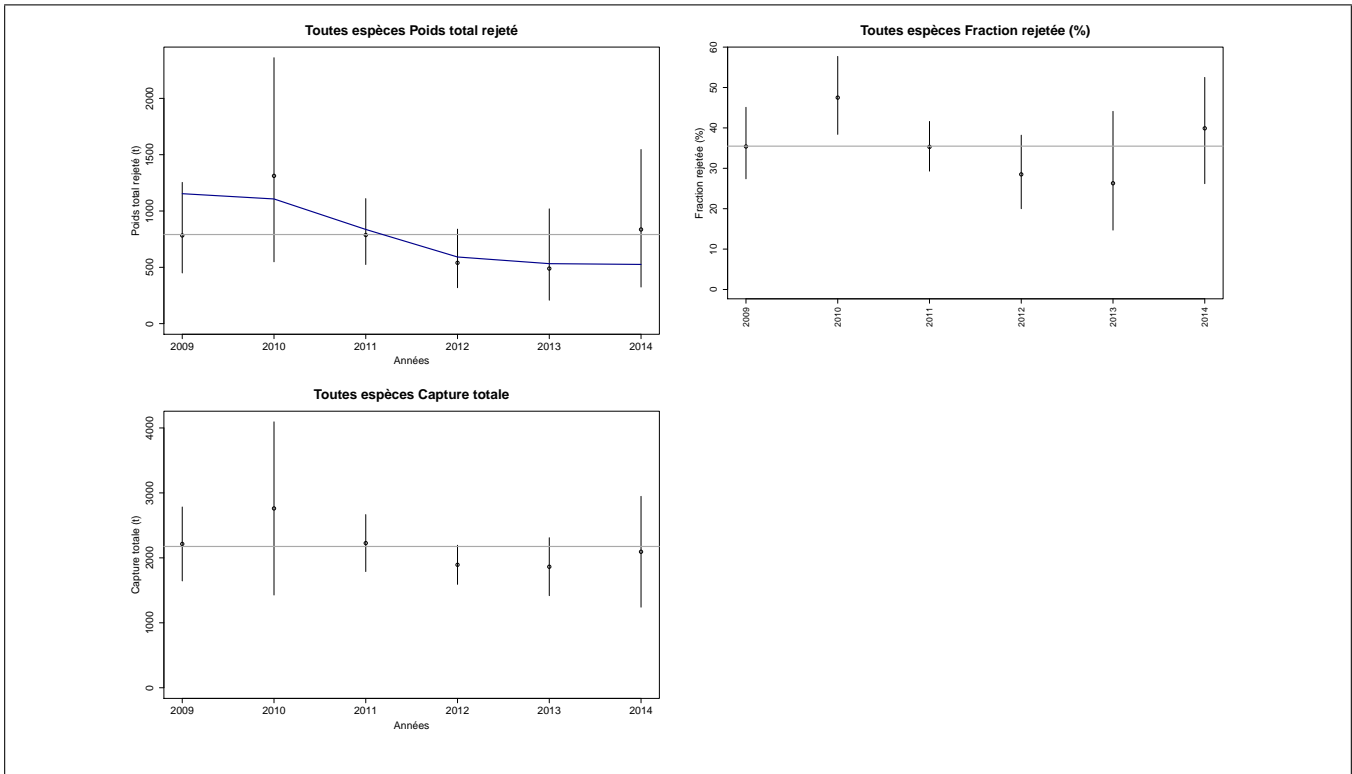 Toutes espèces Poids total rejeté
Poids total rejeté (t)
2000
1500
1000
500
0
2009 2010 2011 2012 2013 2014
Années
Toutes espèces Fraction rejetée (%)
Fraction rejetée (%)
60
50
40
30
20
10
0
2009 2010 2011 2012 2013 2014
Toutes espèces Capture totale
Capture totale (t)
4000
3000
2000
1000
0
2009 2010 2011 2012 2013 2014
Années